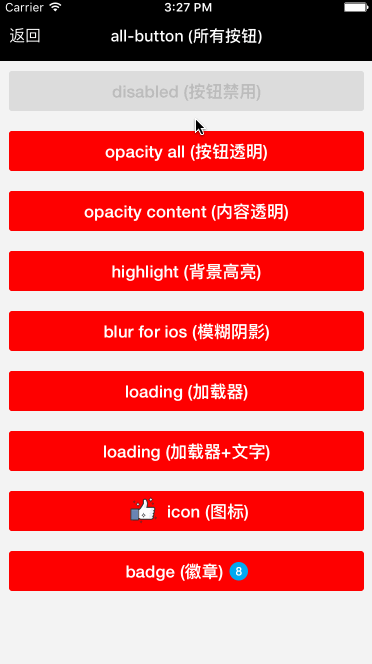 Carrier 3:27 PM
返回 all-button (所有按钮)
disabled (按钮禁用)
opacity all (按钮透明)
opacity content (内容透明)
highlight (背景高亮)
blur for ios (模糊阴影)
loading (加载器)
loading (加载器+文字)
icon (图标)
badge (徽章) 8